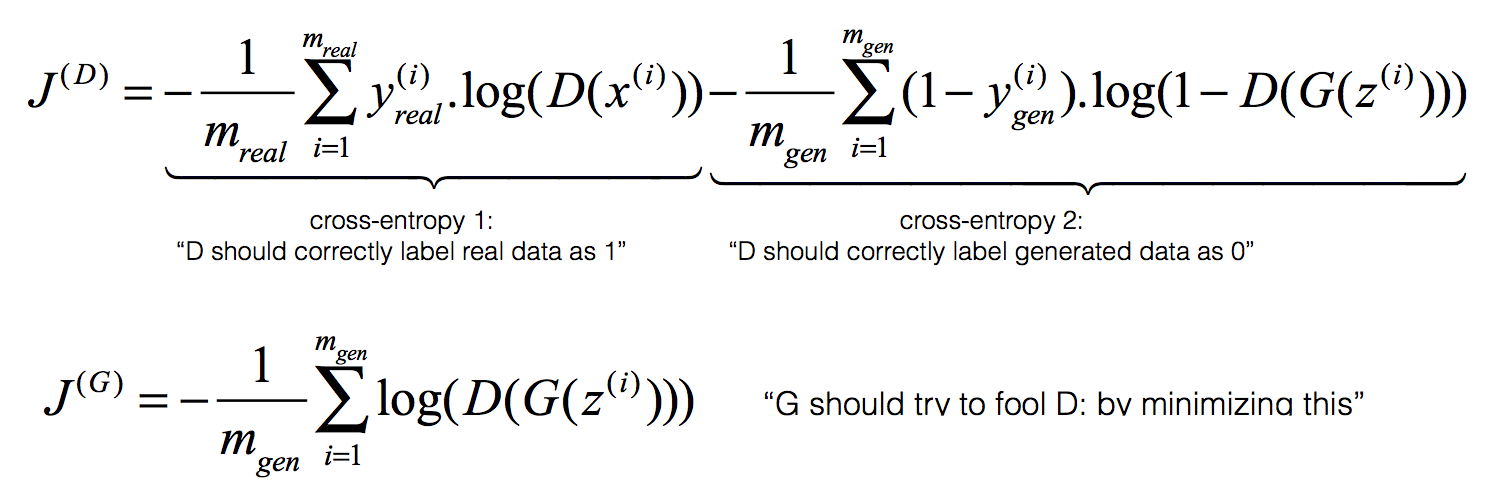 J^{(D)} = -\frac{1}{m_{real}} \sum_{i=1}^{m_{real}} y_{real}^{(i)}.\log(D(x^{(i)})) -\frac{1}{m_{gen}} \sum_{i=1}^{m_{gen}} (1 - y_{gen}^{(i)}).\log(1 - D(G(z^{(i)})))
cross-entropy 1: cross-entropy 2:
“D should correctly label real data as 1” “D should correctly label generated data as 0”
J^{(G)} = -\frac{1}{m_{gen}} \sum_{i=1}^{m_{gen}} \log(D(G(z^{(i)}))) “G should try to fool D: by minimizing this”